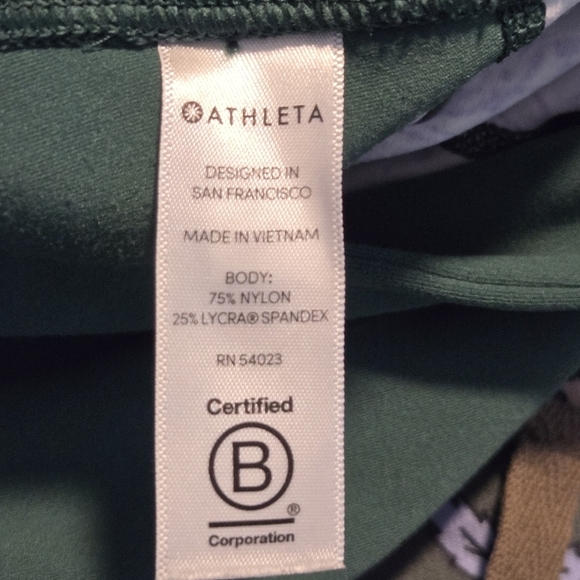 ATHLETA
DESIGNED IN
SAN FRANCISCO
MADE IN VIETNAM
BODY:
75% NYLON
25% LYCRA® SPANDEX
RN 54023
Certified
B
®
Corporation